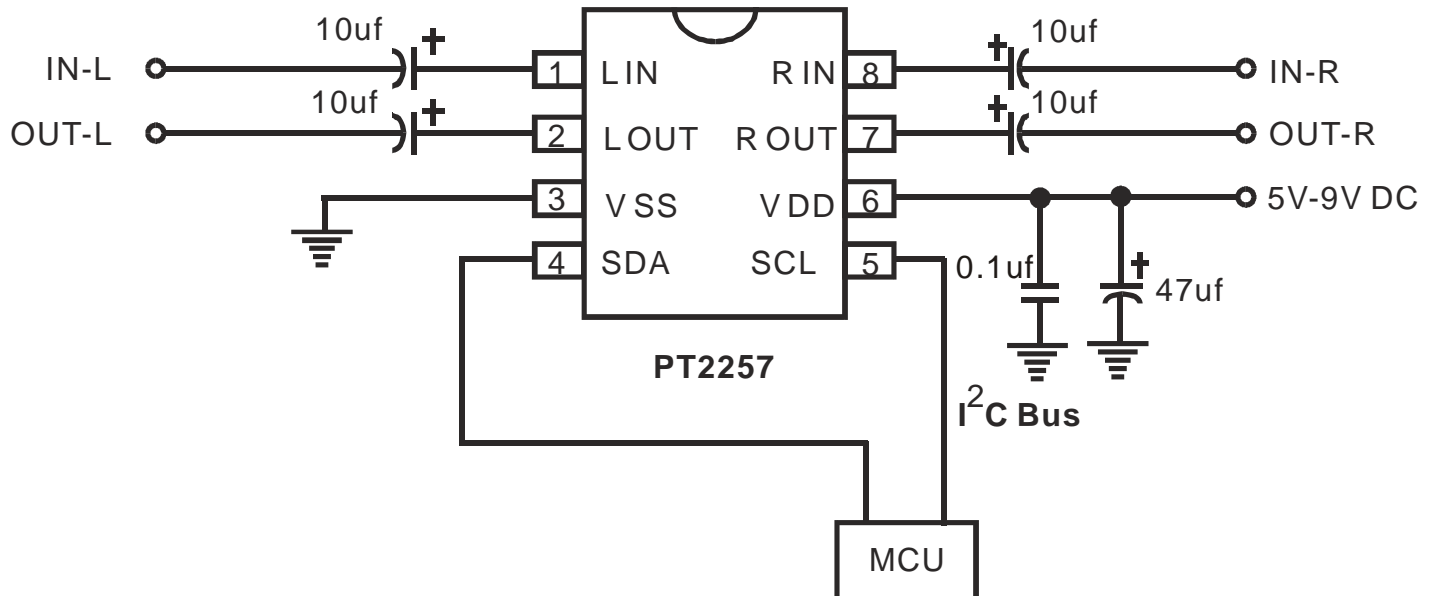 10uf
10uf
IN-L
1
LIN
RIN
8
IN-R
10uf
10uf
OUT-L
2
LOUT
ROUT
7
OUT-R
3
VSS
VDD
6
5V-9V DC
4
SDA
SCL
5
0.1uf
47uf
PT2257
I²C Bus
MCU